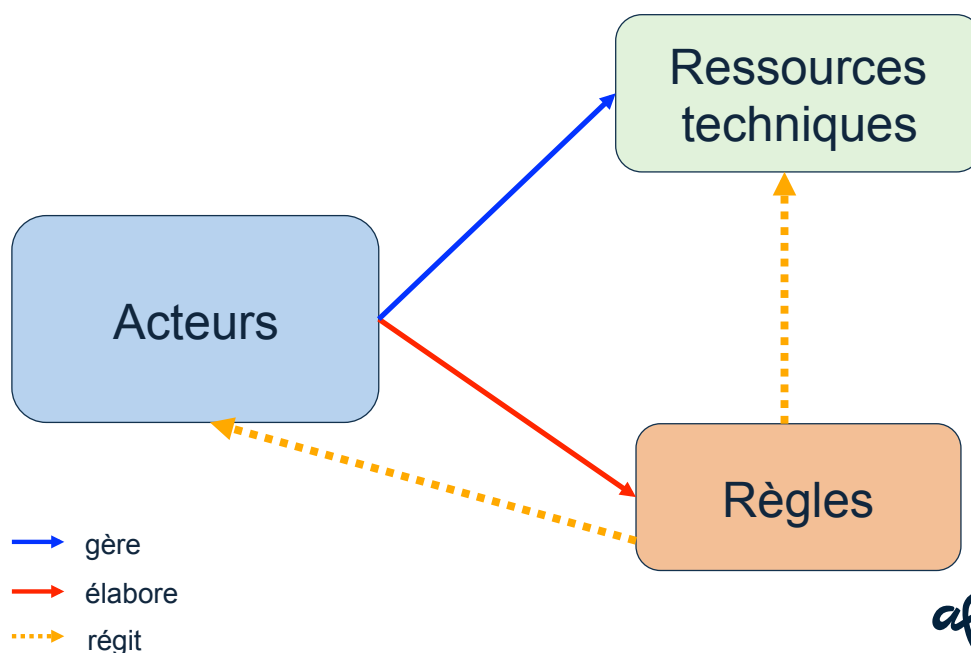 Ressources
techniques
Acteurs
Règles
gère
élabore
régit